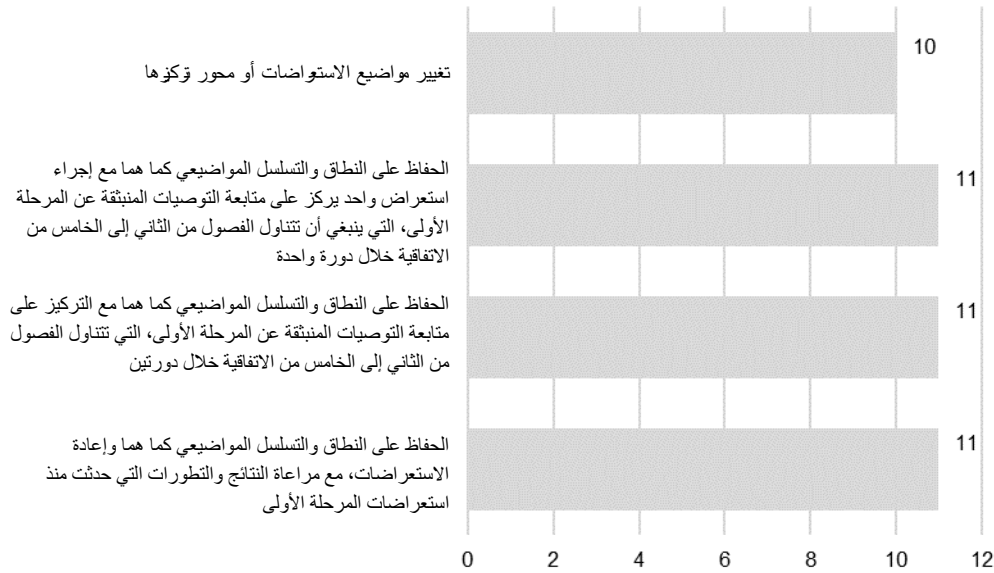 تغيير مواضيع الاستعراضات أو محور تركيزها
10
الحفاظ على النطاق والتسلسل المواضيعي كما هما مع إجراء
استعراض واحد يركز على متابعة التوصيات المنبثقة عن المرحلة
الأولى، التي ينبغي أن تتناول الفصول من الثاني إلى الخامس من
الاتفاقية خلال دورة واحدة
11
الحفاظ على النطاق والتسلسل المواضيعي كما هما مع التركيز على
متابعة التوصيات المنبثقة عن المرحلة الأولى، التي تتناول الفصول
من الثاني إلى الخامس من الاتفاقية خلال دورتين
11
الحفاظ على النطاق والتسلسل المواضيعي كما هما وإعادة
الاستعراضات، مع مراعاة النتائج والتطورات التي حدثت منذ
استعراضات المرحلة الأولى
11
0 2 4 6 8 10 12